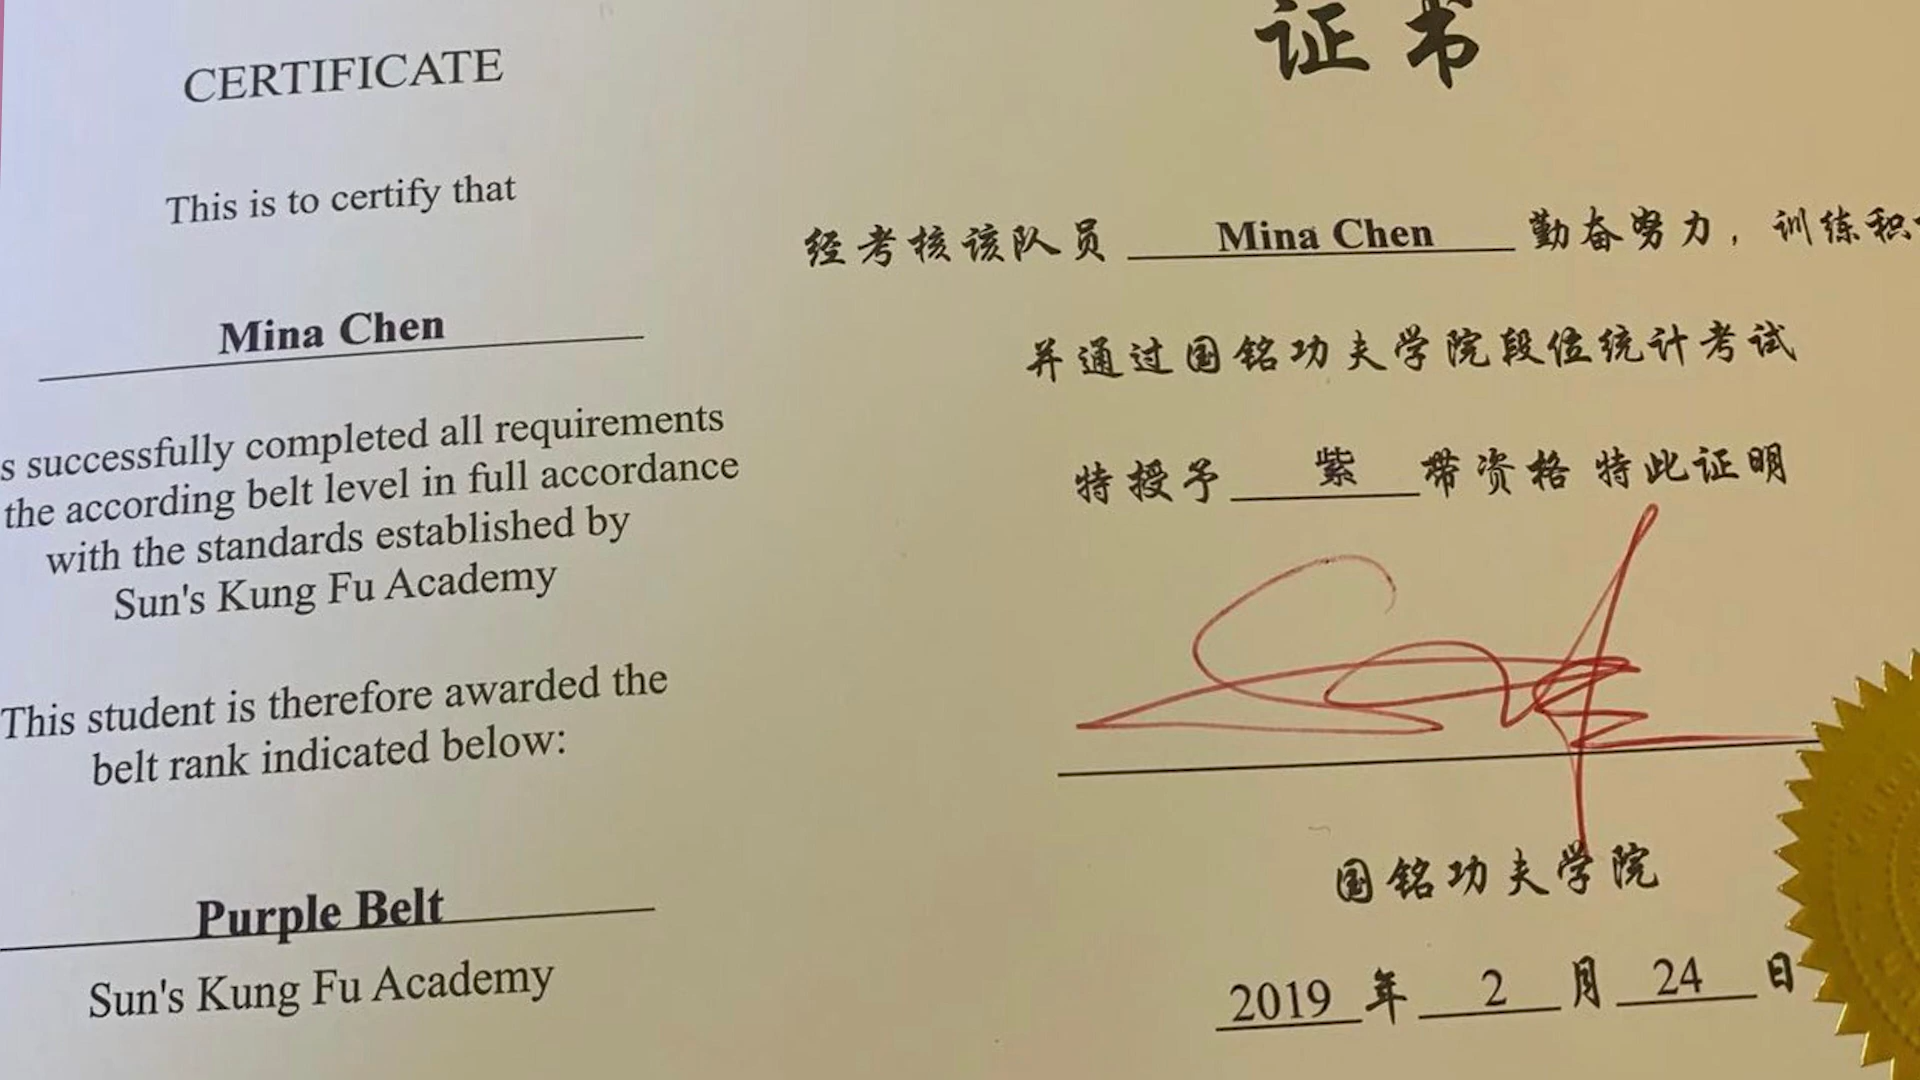 CERTIFICATE
This is to certify that
Mina Chen
s successfully completed all requirements
the according belt level in full accordance
with the standards established by
Sun's Kung Fu Academy
This student is therefore awarded the
belt rank indicated below:
Purple Belt
Sun's Kung Fu Academy
证书
经考核该队员 Mina Chen 勤奋努力，训练积
并通过国铭功夫学院段位统计考试
特授予 紫 带资格 特此证明
国铭功夫学院
2019 年 2 月 24 日